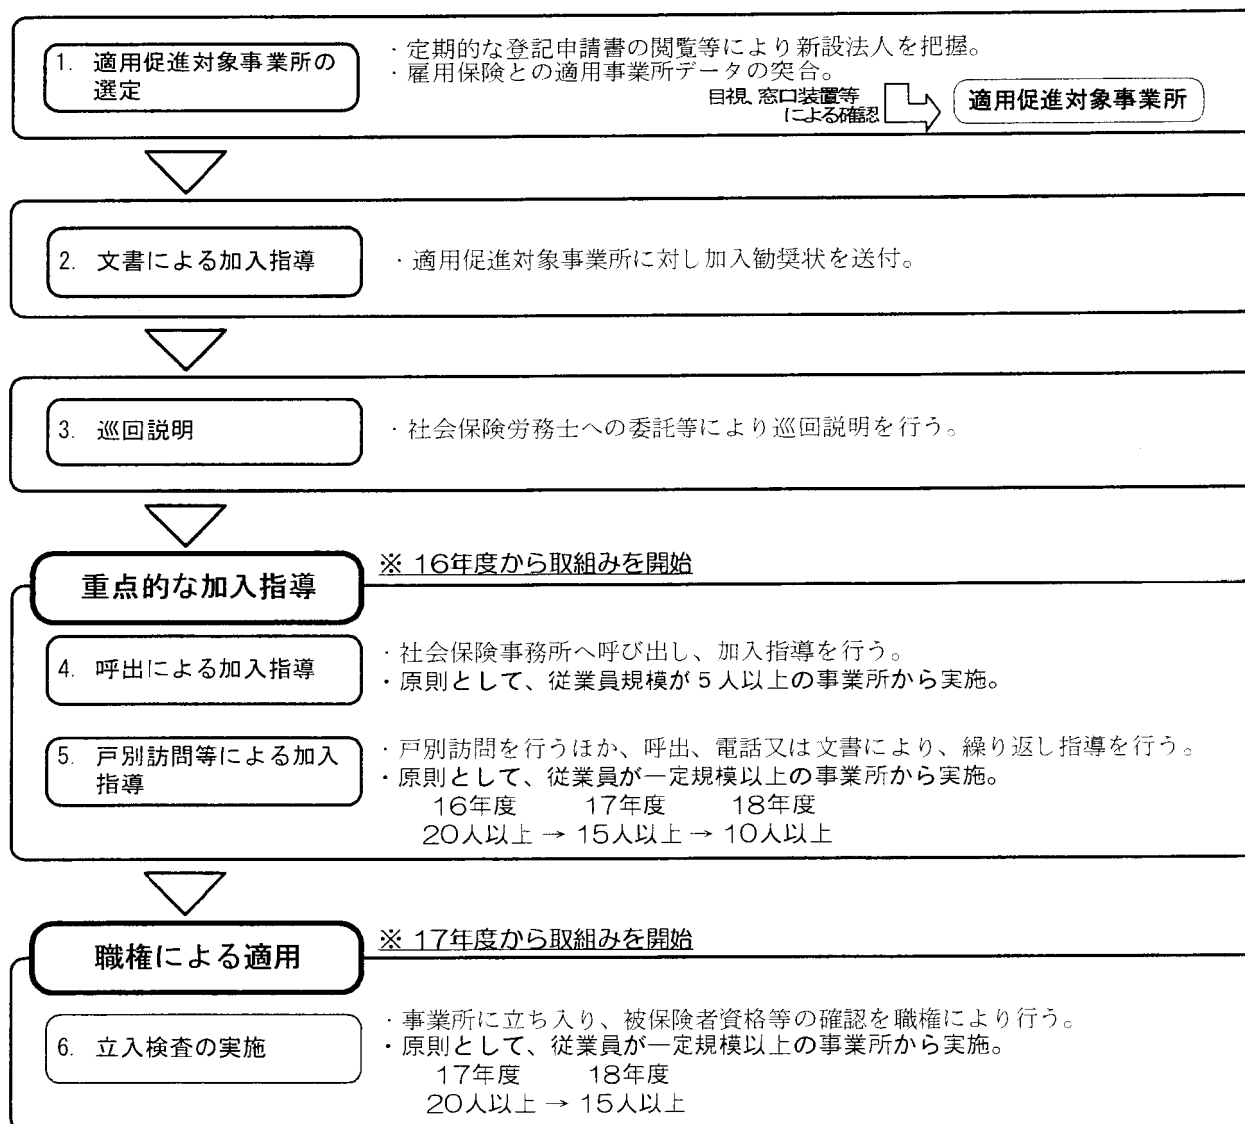 1. 適用促進対象事業所の
選定
・定期的な登記申請書の閲覧等により新設法人を把握。
・雇用保険との適用事業所データの突合。
目視、窓口装置等
による確認
適用促進対象事業所
2. 文書による加入指導
・適用促進対象事業所に対し加入勧奨状を送付。
3. 巡回説明
・社会保険労務士への委託等により巡回説明を行う。
重点的な加入指導
※ 16年度から取組みを開始
4. 呼出による加入指導
・社会保険事務所へ呼び出し、加入指導を行う。
・原則として、従業員規模が5人以上の事業所から実施。
5. 戸別訪問等による加入
指導
・戸別訪問を行うほか、呼出、電話又は文書により、繰り返し指導を行う。
・原則として、従業員が一定規模以上の事業所から実施。
16年度 17年度 18年度
20人以上 → 15人以上 → 10人以上
職権による適用
※ 17年度から取組みを開始
6. 立入検査の実施
・事業所に立ち入り、被保険者資格等の確認を職権により行う。
・原則として、従業員が一定規模以上の事業所から実施。
17年度 18年度
20人以上 → 15人以上